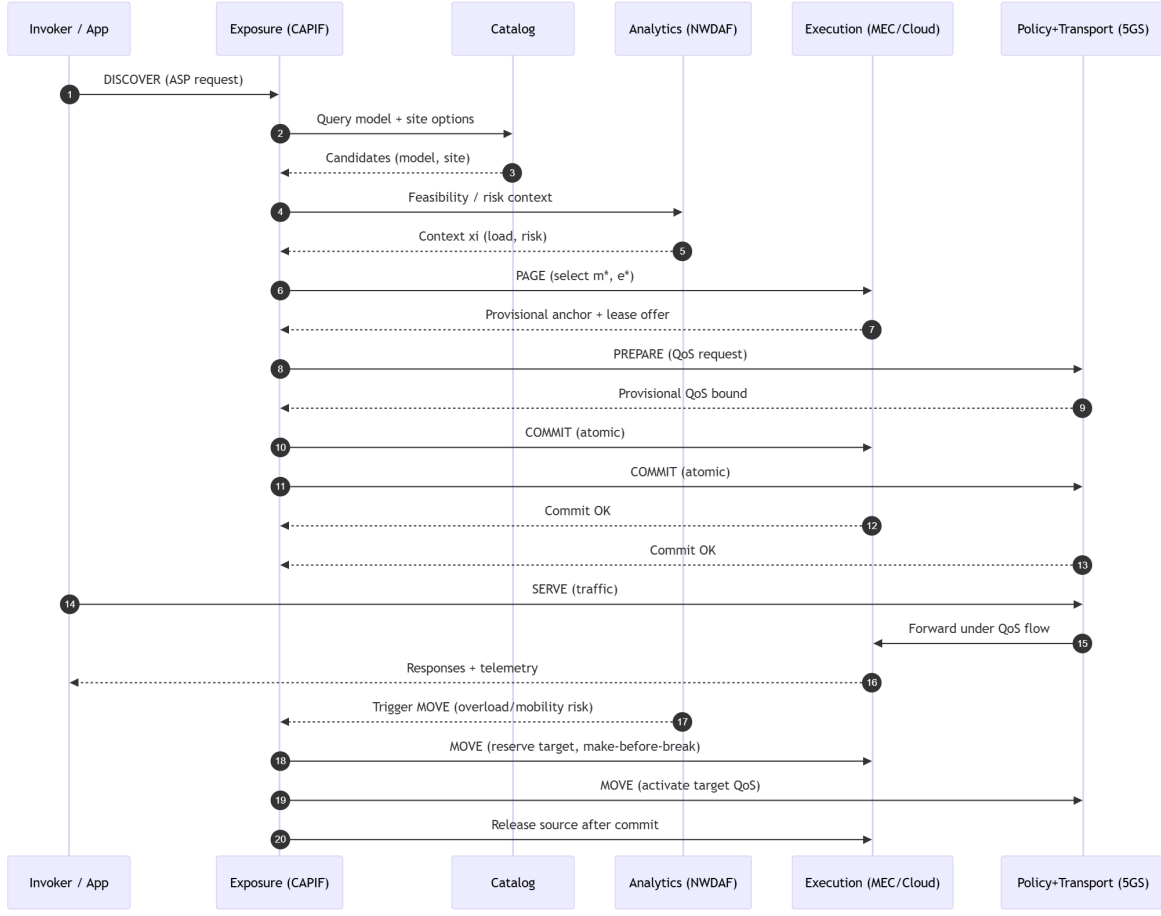 Invoker / App
Exposure (CAPIF)
Catalog
Analytics (NWDAF)
Execution (MEC/Cloud)
Policy+Transport (5GS)
DISCOVER (ASP request)
1
Query model + site options
2
Candidates (model, site)
3
Feasibility / risk context
4
Context xi (load, risk)
5
PAGE (select m*, e*)
6
Provisional anchor + lease offer
7
PREPARE (QoS request)
8
Provisional QoS bound
9
COMMIT (atomic)
10
COMMIT (atomic)
11
Commit OK
12
Commit OK
13
SERVE (traffic)
14
Forward under QoS flow
15
Responses + telemetry
16
Trigger MOVE (overload/mobility risk)
17
MOVE (reserve target, make-before-break)
18
MOVE (activate target QoS)
19
Release source after commit
20
Invoker / App
Exposure (CAPIF)
Catalog
Analytics (NWDAF)
Execution (MEC/Cloud)
Policy+Transport (5GS)